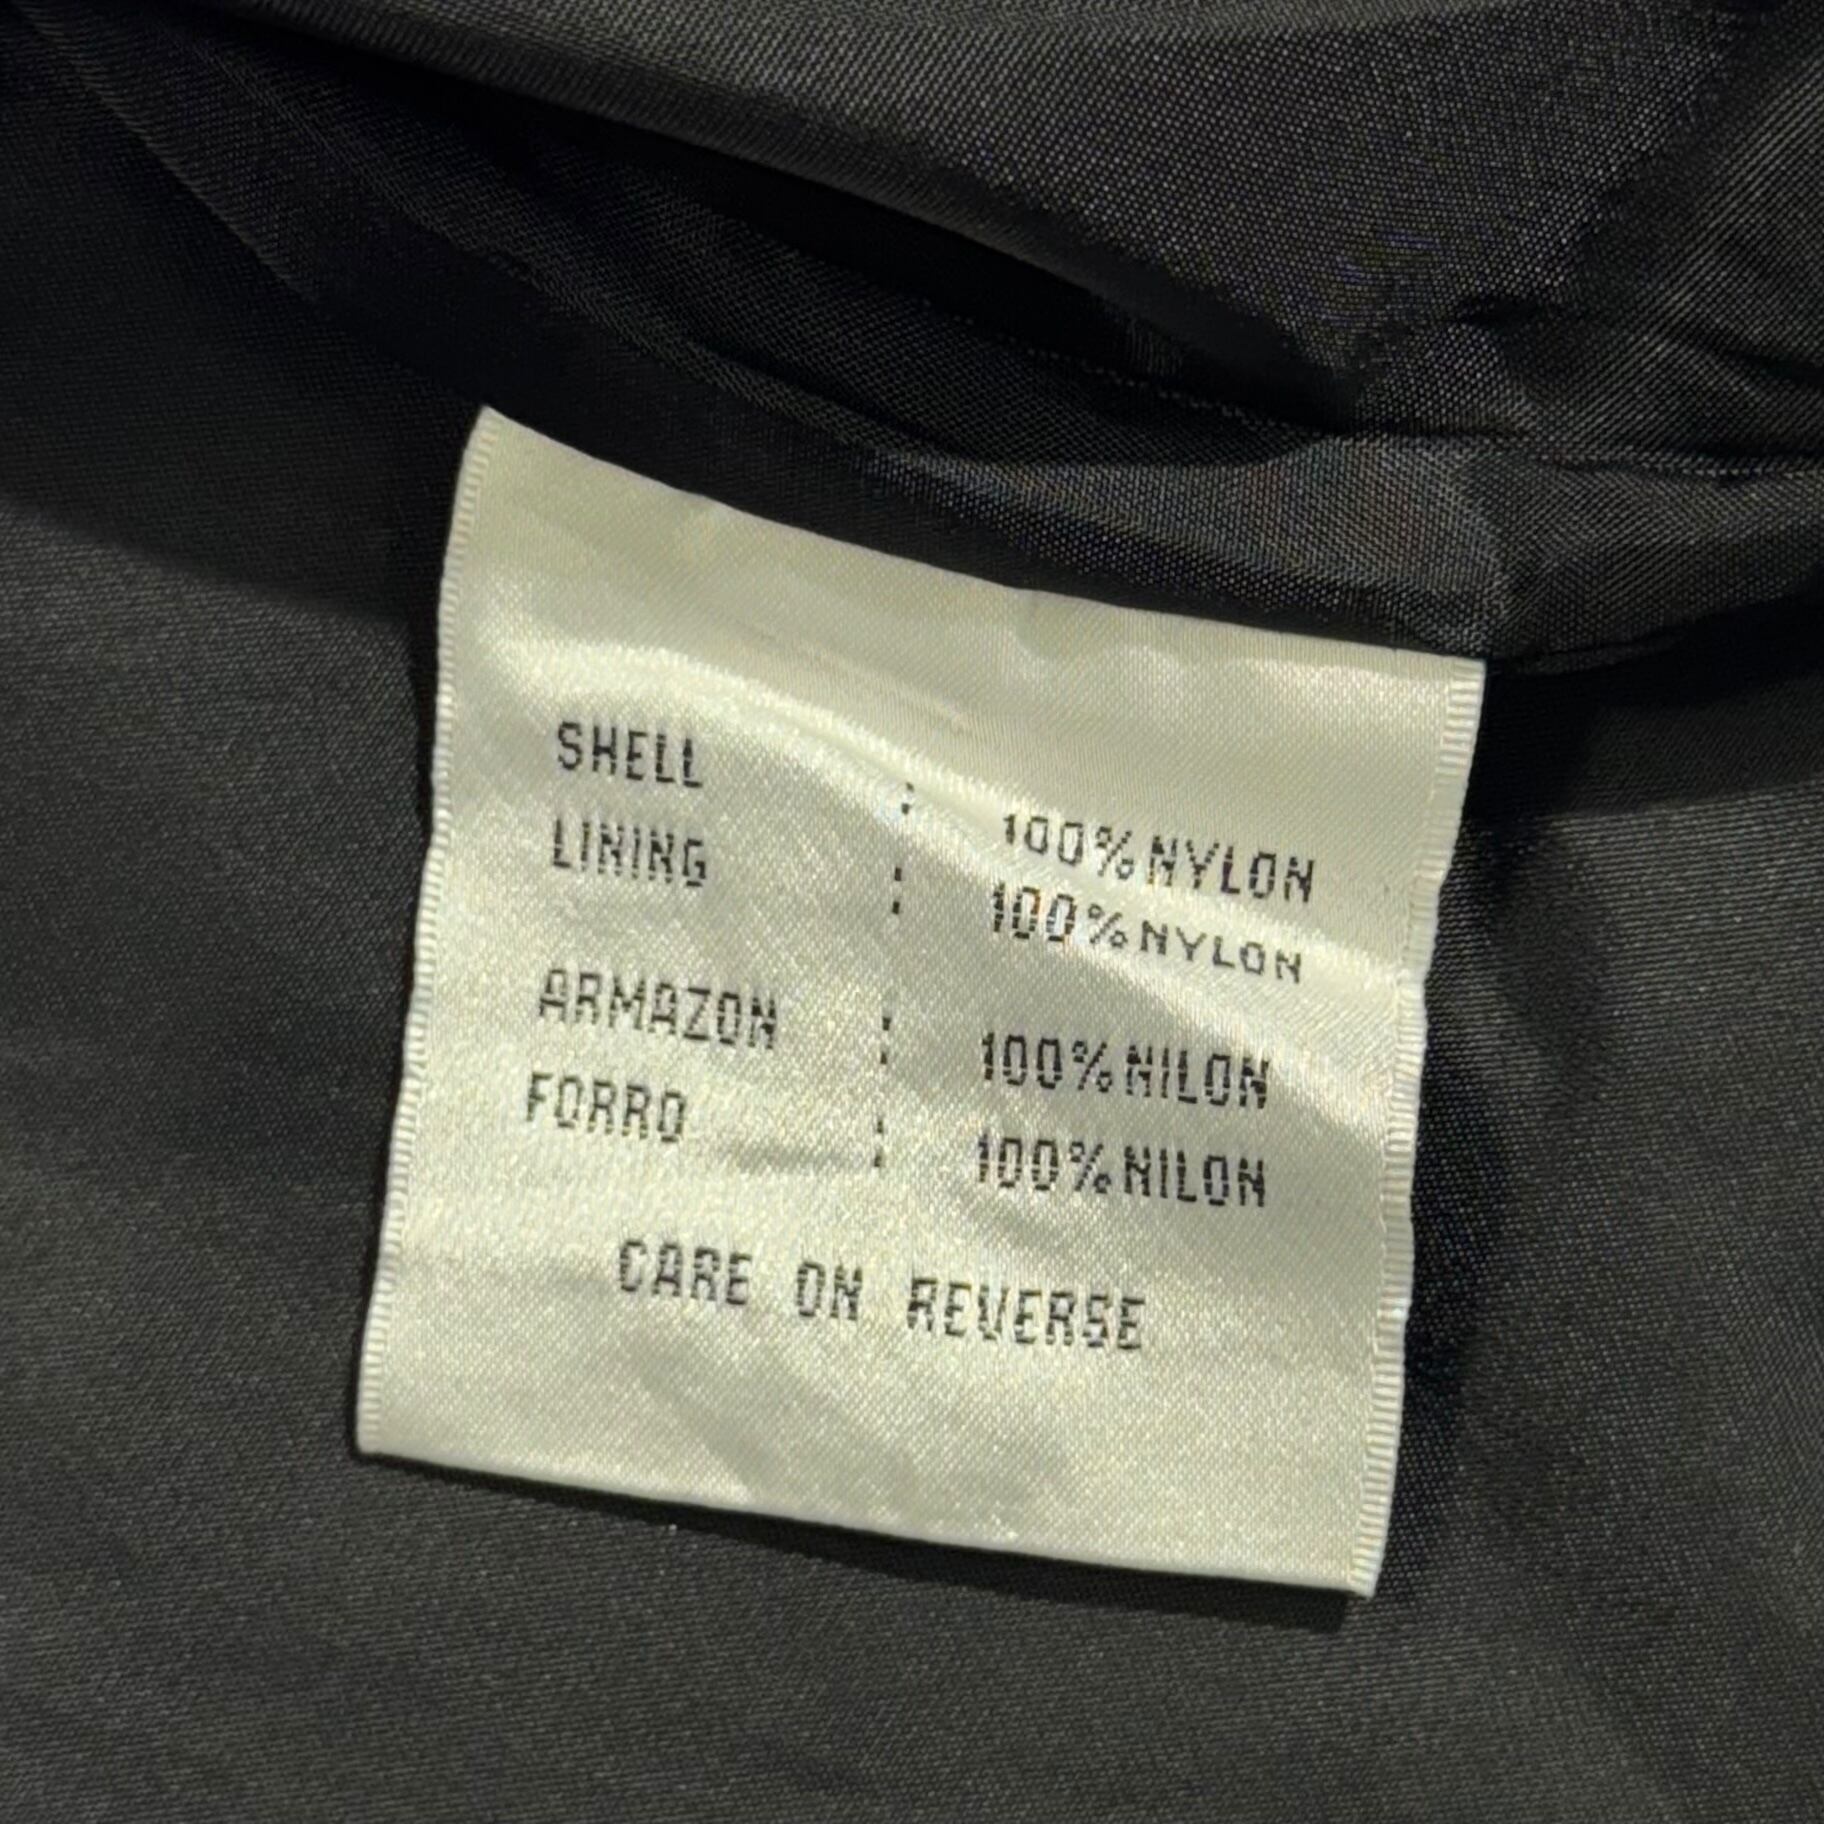 SHELL : 100% NYLON
LINING : 100% NYLON
ARMAZON : 100% NILON
FORRO : 100% NILON
CARE ON REVERSE